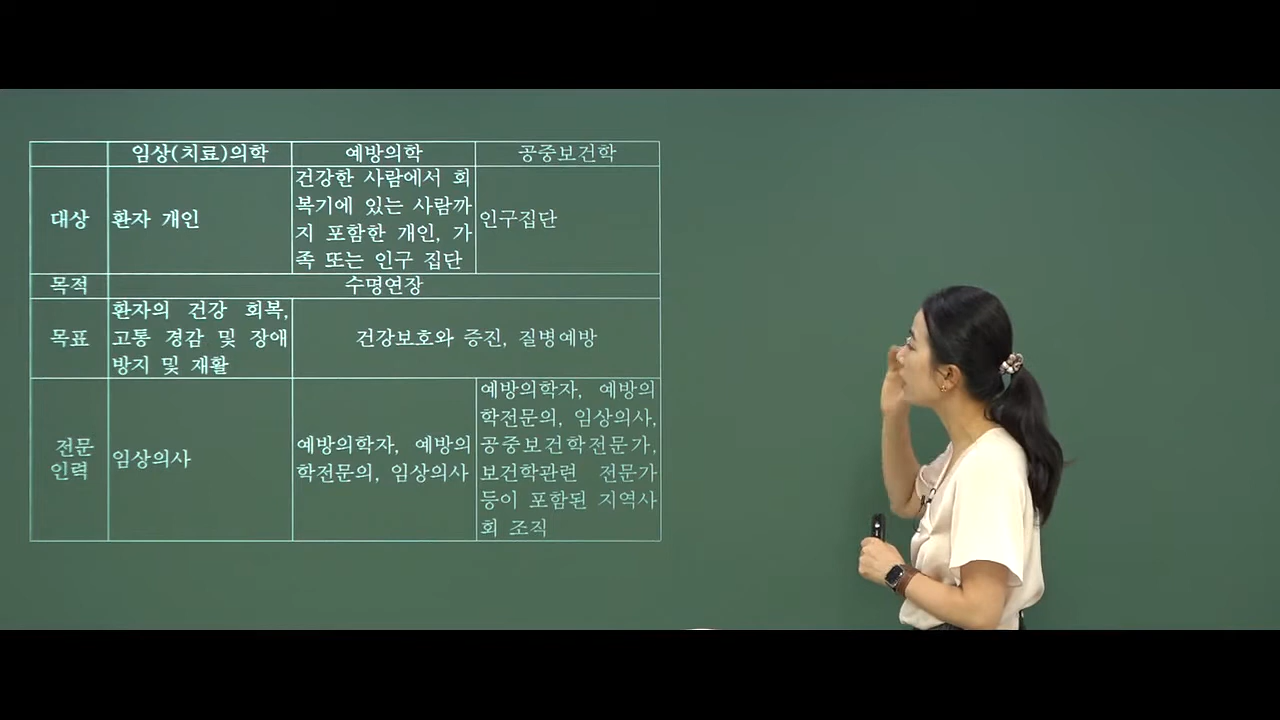 임상(치료)의학 예방의학 공중보건학
대상
환자 개인
건강한 사람에서 회
복기에 있는 사람까
지 포함한 개인, 가
족 또는 인구 집단
인구집단
목적
수명연장
목표
환자의 건강 회복,
고통 경감 및 장애
방지 및 재활
건강보호와 증진, 질병예방
전문
인력
임상의사
예방의학자, 예방의
학전문의, 임상의사
예방의학자, 예방의
학전문의, 임상의사,
공중보건학전문가,
보건학관련 전문가
등이 포함된 지역사
회 조직